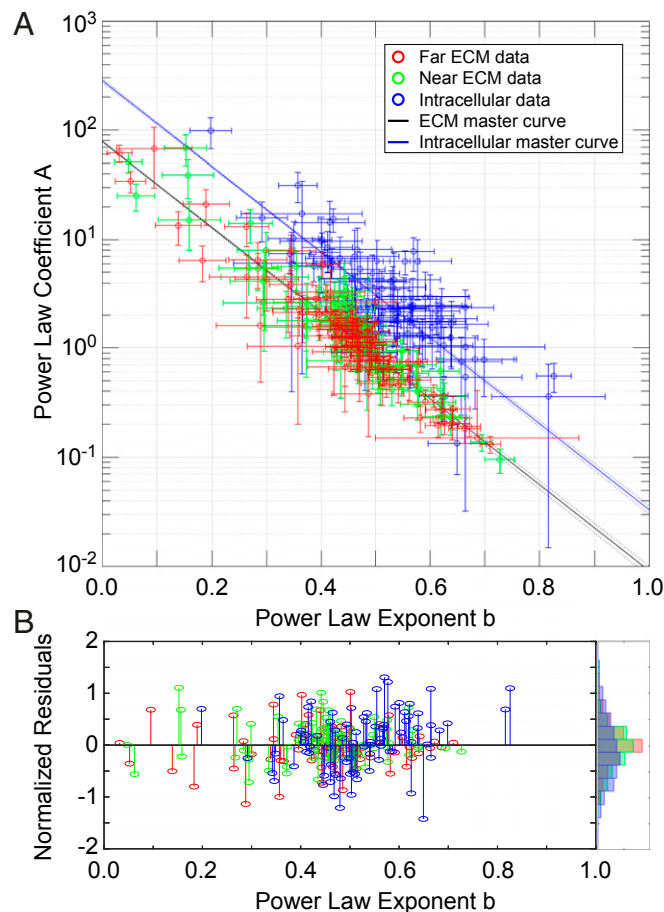 A
10^3
10^2
10^1
10^0
10^-1
10^-2
Power Law Coefficient A
Far ECM data
Near ECM data
Intracellular data
ECM master curve
Intracellular master curve
0.0 0.2 0.4 0.6 0.8 1.0
Power Law Exponent b
B
2
1
0
-1
-2
Normalized Residuals
0.0 0.2 0.4 0.6 0.8 1.0
Power Law Exponent b